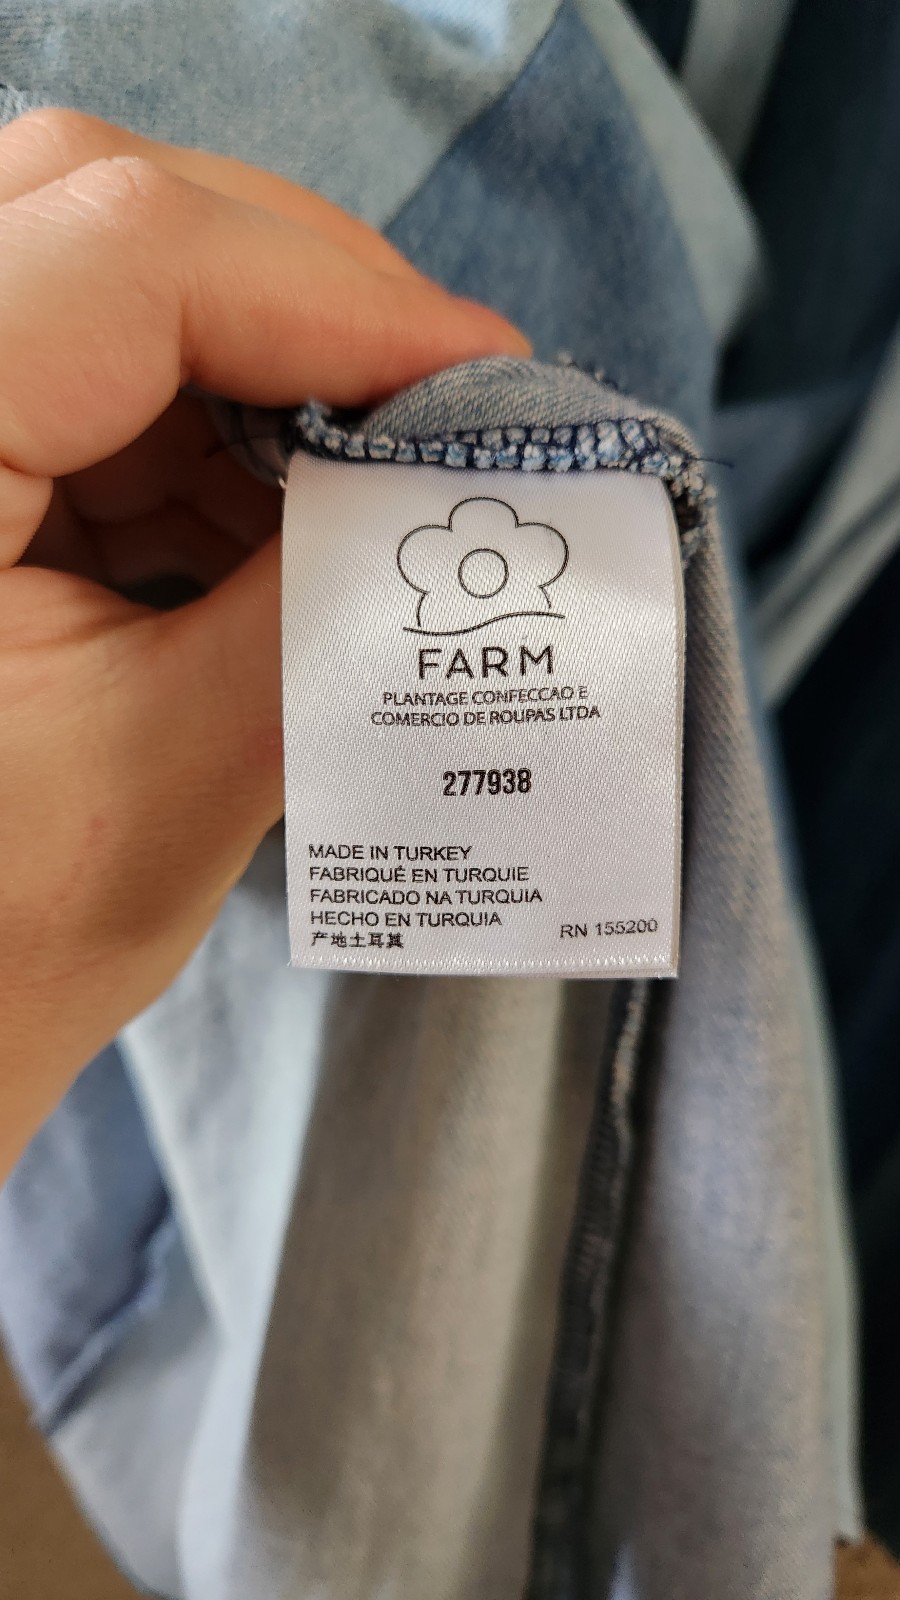 FARM
PLANTAGE CONFECCAO E
COMERCIO DE ROUPAS LTDA
277938
MADE IN TURKEY
FABRIQUÉ EN TURQUIE
FABRICADO NA TURQUIA
HECHO EN TURQUIA
产地土耳其
RN 155200